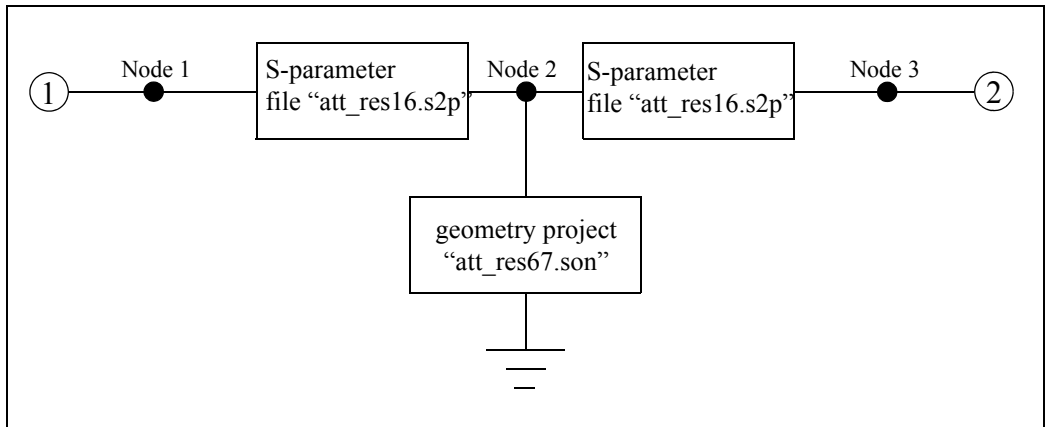 Node 1
Node 2
Node 3
1
S-parameter
file “att_res16.s2p”
S-parameter
file “att_res16.s2p”
2
geometry project
“att_res67.son”